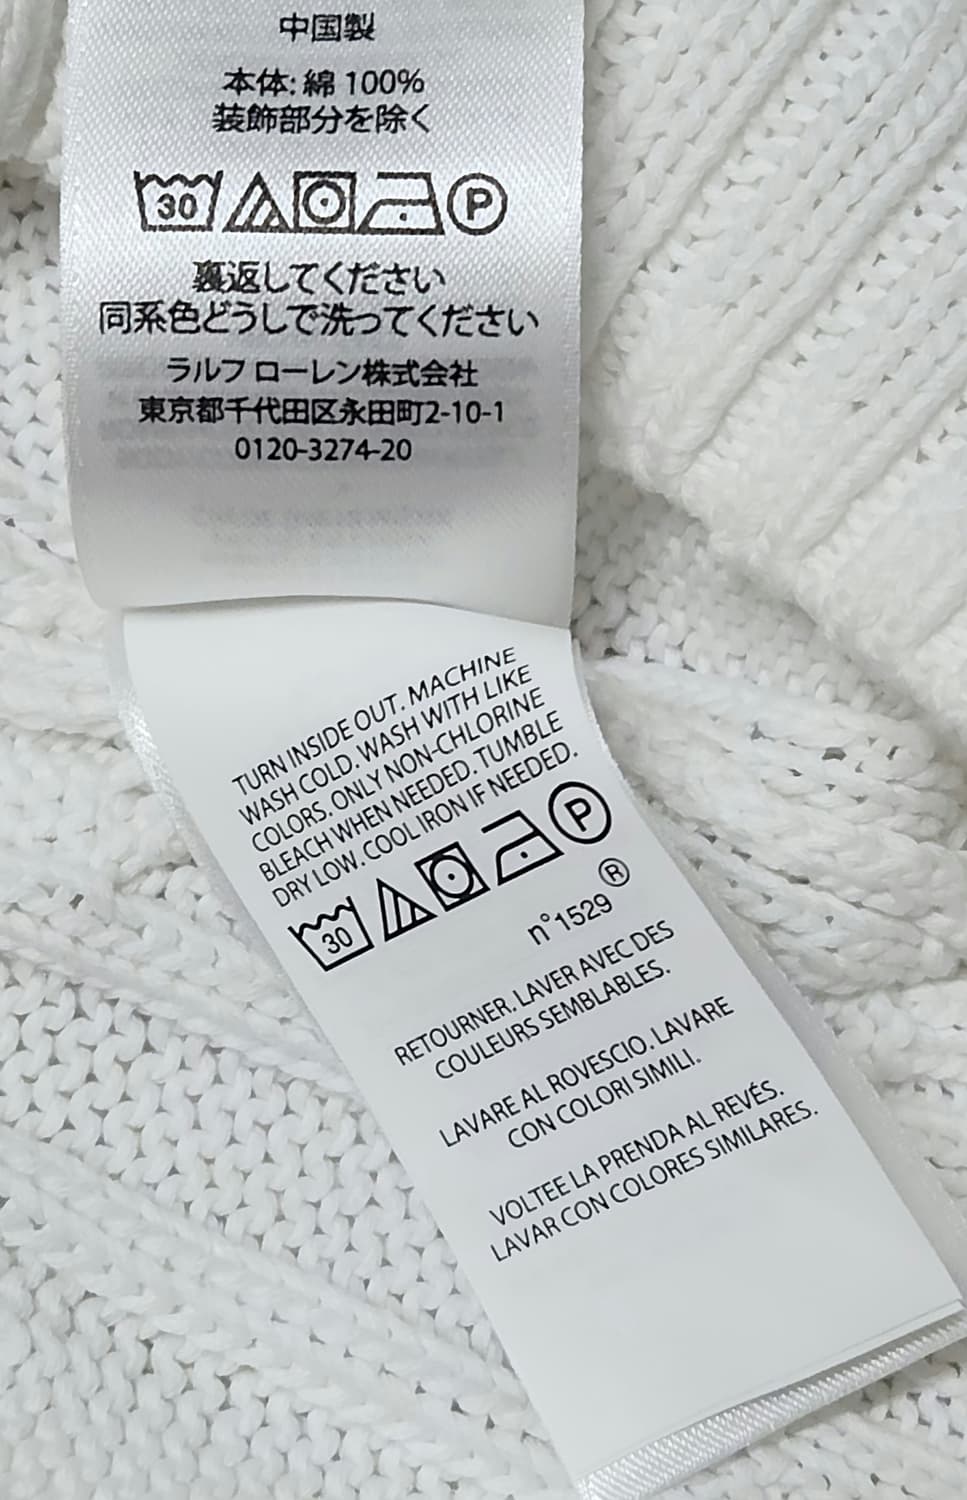 中国製
本体: 綿 100%
装飾部分を除く
30 P
裏返してください
同系色どうしで洗ってください
ラルフ ローレン株式会社
東京都千代田区永田町2-10-1
0120-3274-20
TURN INSIDE OUT. MACHINE
WASH COLD. WASH WITH LIKE
COLORS. ONLY NON-CHLORINE
BLEACH WHEN NEEDED. TUMBLE
DRY LOW. COOL IRON IF NEEDED.
30 P
n°1529 ®
RETOURNER. LAVER AVEC DES
COULEURS SEMBLABLES.
LAVARE AL ROVESCIO. LAVARE
CON COLORI SIMILI.
VOLTEE LA PRENDA AL REVÉS.
LAVAR CON COLORES SIMILARES.